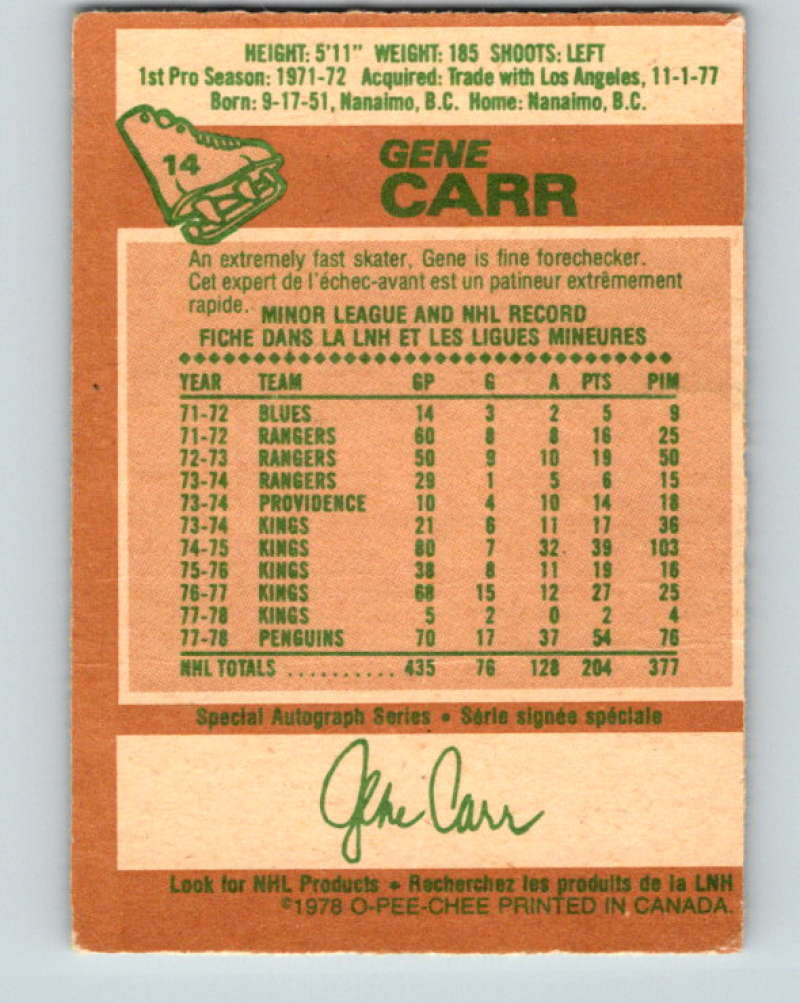 HEIGHT: 5'11" WEIGHT: 185 SHOOTS: LEFT
1st Pro Season: 1971-72 Acquired: Trade with Los Angeles, 11-1-77
Born: 9-17-51, Nanaimo, B.C. Home: Nanaimo, B.C.
14
GENE
CARR
An extremely fast skater, Gene is fine forechecker.
Cet expert de l'échec-avant est un patineur extrêmement
rapide.
MINOR LEAGUE AND NHL RECORD
FICHE DANS LA LNH ET LES LIGUES MINEURES
YEAR TEAM GP G A PTS PIM
71-72 BLUES 14 3 2 5 9
71-72 RANGERS 60 8 8 16 25
72-73 RANGERS 50 9 10 19 50
73-74 RANGERS 29 1 5 6 15
73-74 PROVIDENCE 10 4 10 14 18
73-74 KINGS 21 6 11 17 36
74-75 KINGS 80 7 32 39 103
75-76 KINGS 38 8 11 19 16
76-77 KINGS 68 15 12 27 25
77-78 KINGS 5 2 0 2 4
77-78 PENGUINS 70 17 37 54 76
NHL TOTALS .......... 435 76 128 204 377
Special Autograph Series • Série signée spéciale
Gene Carr
Look for NHL Products • Recherchez les produits de la LNH
©1978 O-PEE-CHEE PRINTED IN CANADA.